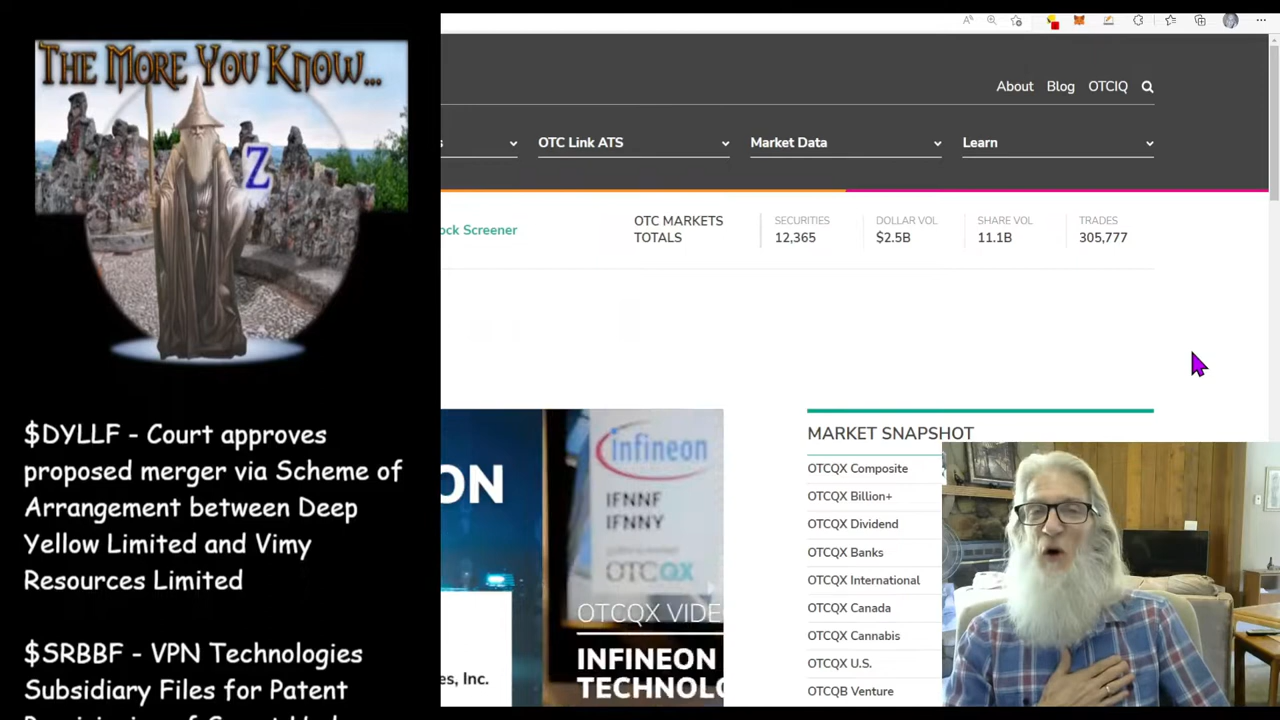 THE MORE YOU KNOW...
Z
$DYLLF - Court approves
proposed merger via Scheme of
Arrangement between Deep
Yellow Limited and Vimy
Resources Limited
$SRBBF - VPN Technologies
Subsidiary Files for Patent
About Blog OTCIQ
s OTC Link ATS Market Data Learn
ock Screener
OTC MARKETS
TOTALS
SECURITIES
12,365
DOLLAR VOL
$2.5B
SHARE VOL
11.1B
TRADES
305,777
ON
es, Inc.
infineon
IFNNF
IFNNY
OTCQX
OTCQX VIDE
INFINEON
TECHNOLO
MARKET SNAPSHOT
OTCQX Composite
OTCQX Billion+
OTCQX Dividend
OTCQX Banks
OTCQX International
OTCQX Canada
OTCQX Cannabis
OTCQX U.S.
OTCQB Venture